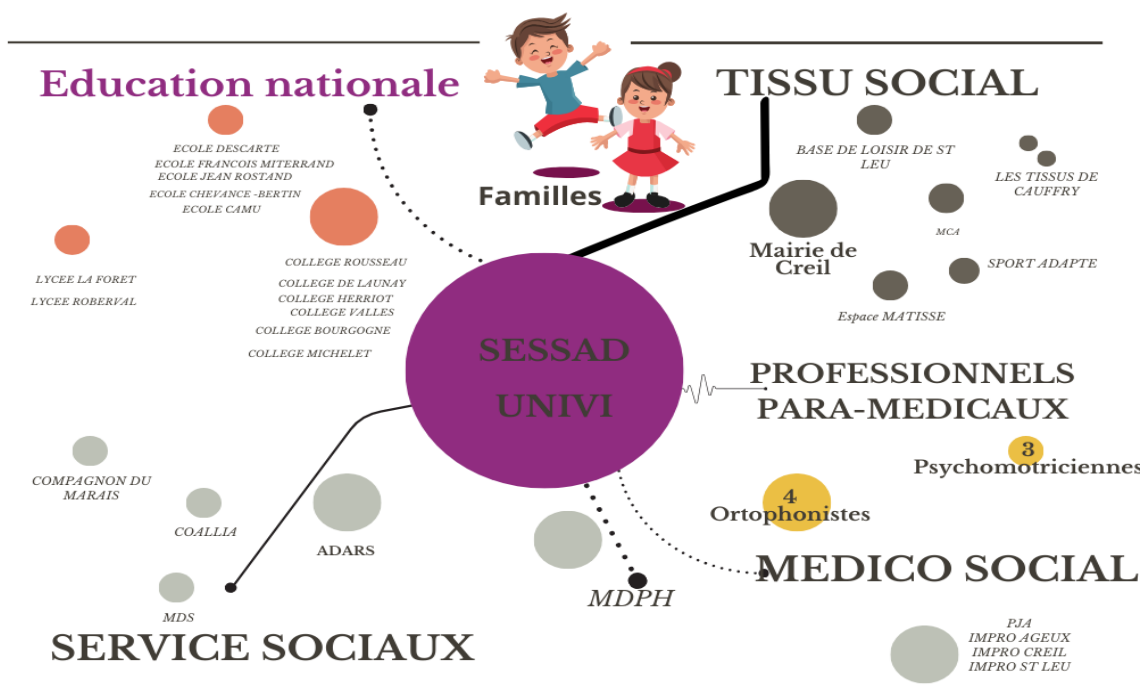 Education nationale
ECOLE DESCARTE
ECOLE FRANCOIS MITERRAND
ECOLE JEAN ROSTAND
ECOLE CHEVANCE -BERTIN
ECOLE CAMU
LYCEE LA FORET
LYCEE ROBERVAL
COLLEGE ROUSSEAU
COLLEGE DE LAUNAY
COLLEGE HERRIOT
COLLEGE VALLES
COLLEGE BOURGOGNE
COLLEGE MICHELET
Familles
TISSU SOCIAL
BASE DE LOISIR DE ST
LEU
LES TISSUS DE
CAUFFRY
MCA
Mairie de
Creil
SPORT ADAPTE
Espace MATISSE
SESSAD
UNIVI
PROFESSIONNELS
PARA-MEDICAUX
3
Psychomotriciennes
4
Ortophonistes
COMPAGNON DU
MARAIS
COALLIA
ADARS
MDS
SERVICE SOCIAUX
MDPH
MEDICO SOCIAL
PJA
IMPRO AGEUX
IMPRO CREIL
IMPRO ST LEU